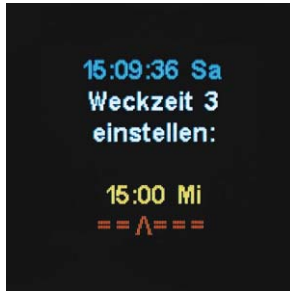 15:09:36 Sa
Weckzeit 3
einstellen:
15:00 Mi
==Λ===